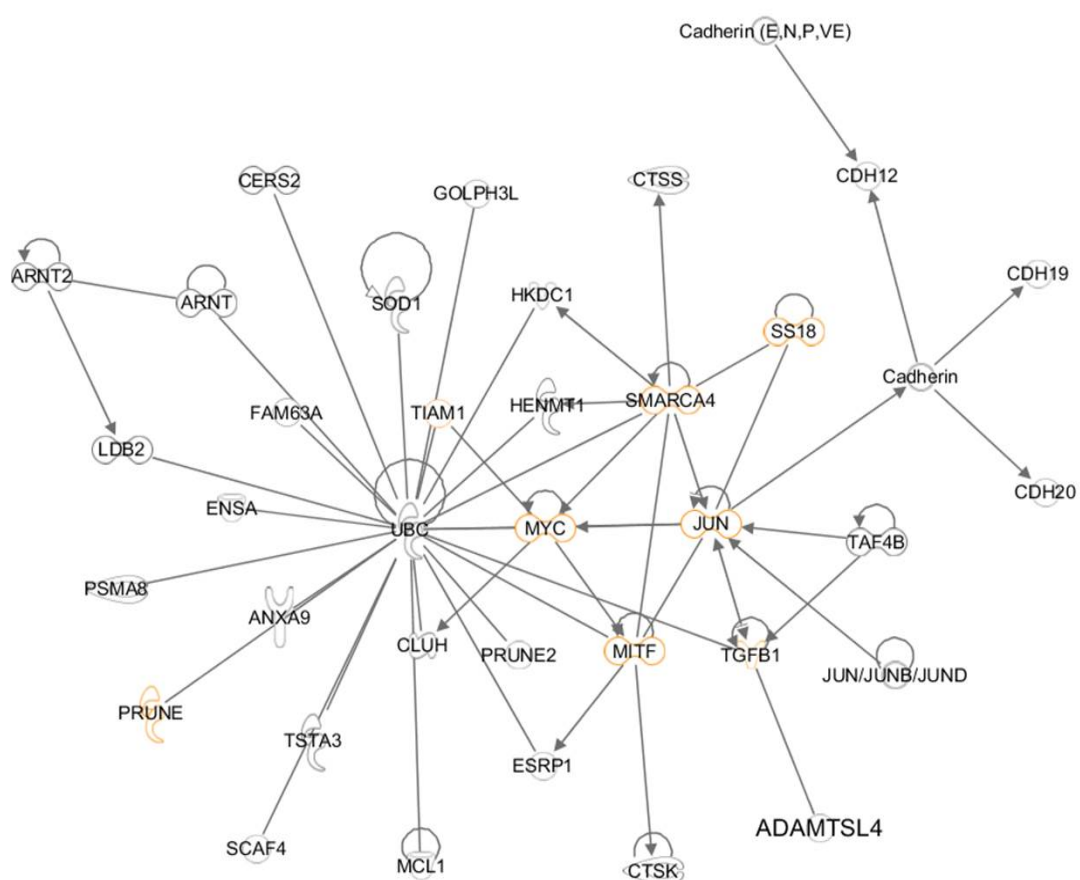 Cadherin (E,N,P,VE)
CERS2
GOLPH3L
CTSS
CDH12
ARNT2
ARNT
SOD1
HKDC1
SS18
CDH19
FAM63A
TIAM1
HENMT1
SMARCA4
Cadherin
LDB2
ENSA
UBC
MYC
JUN
TAF4B
CDH20
PSMA8
ANXA9
CLUH
PRUNE2
MITF
TGFB1
JUN/JUNB/JUND
PRUNE
TSTA3
ESRP1
SCAF4
MCL1
CTSK
ADAMTSL4